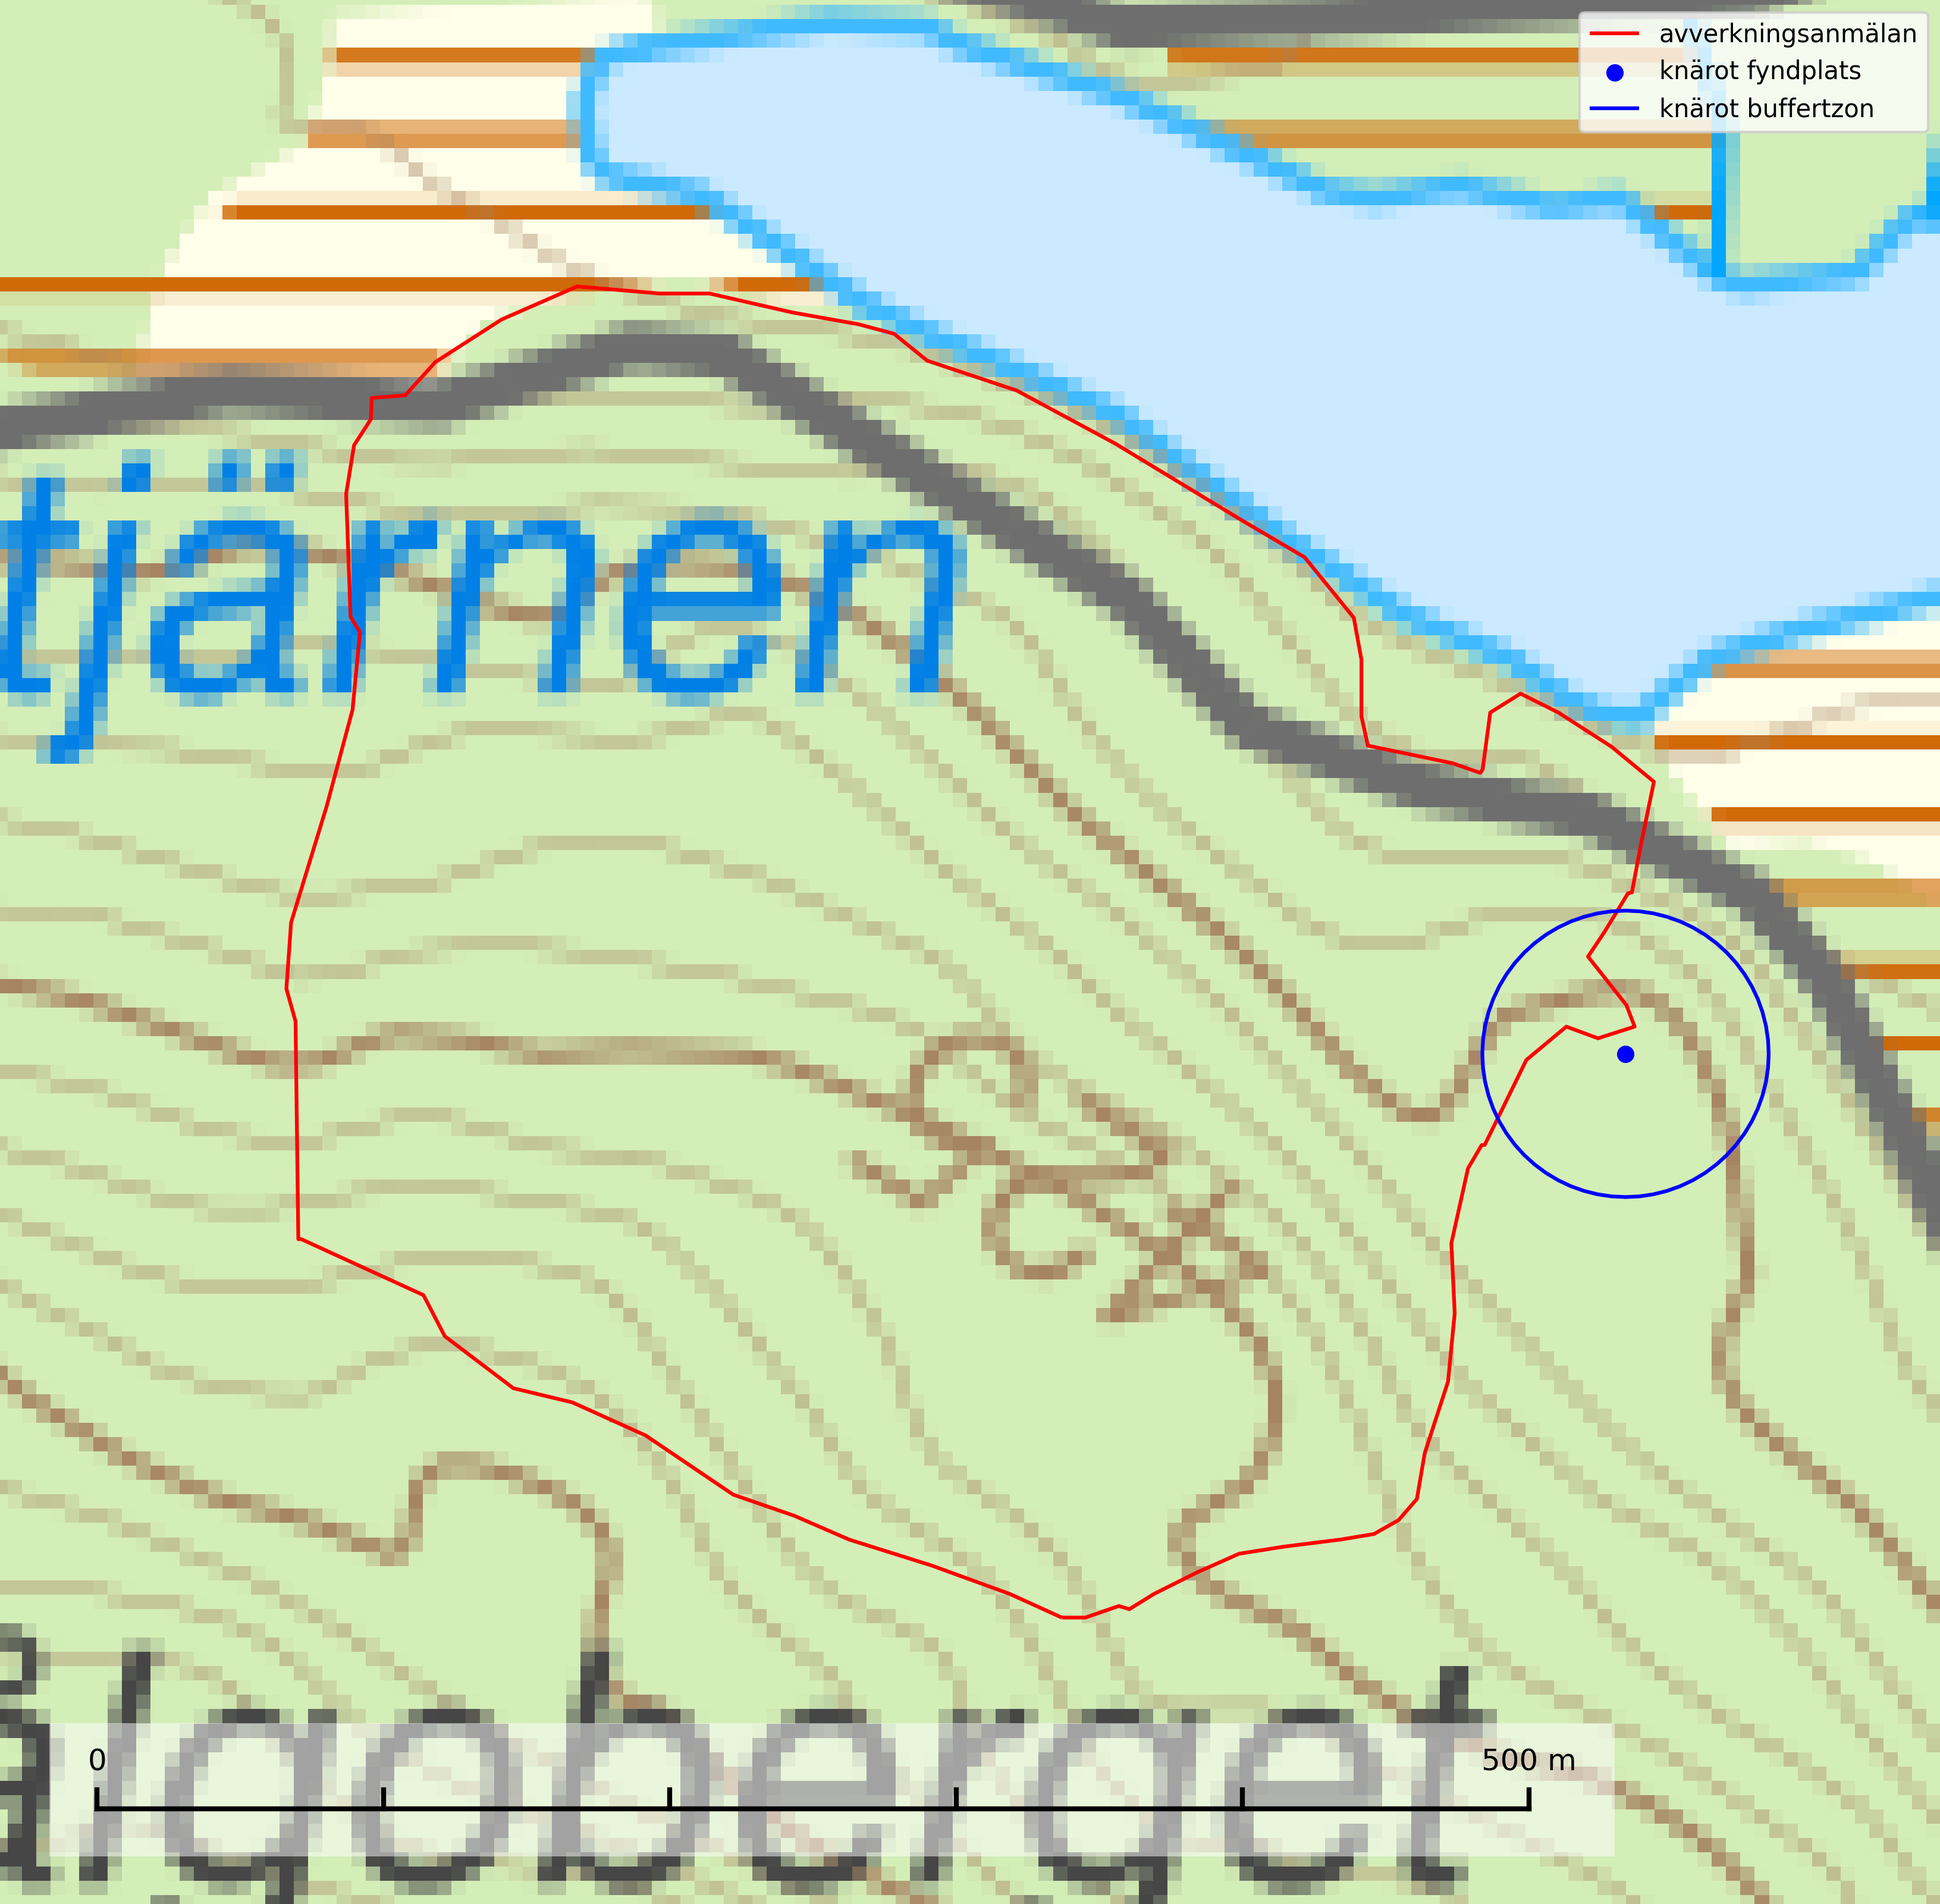 avverkningsanmälan
knärot fyndplats
knärot buffertzon
tjärnen
0 500 m